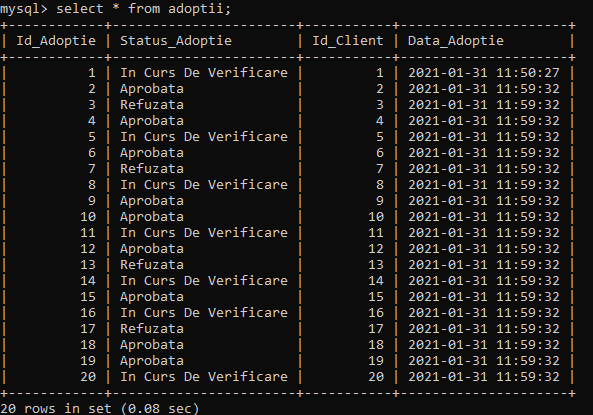 mysql> select * from adoptii;
+------------+----------------------+-----------+---------------------+
| Id_Adoptie | Status_Adoptie       | Id_Client | Data_Adoptie        |
+------------+----------------------+-----------+---------------------+
|          1 | In Curs De Verificare |         1 | 2021-01-31 11:50:27 |
|          2 | Aprobata             |         2 | 2021-01-31 11:59:32 |
|          3 | Refuzata             |         3 | 2021-01-31 11:59:32 |
|          4 | Aprobata             |         4 | 2021-01-31 11:59:32 |
|          5 | In Curs De Verificare |         5 | 2021-01-31 11:59:32 |
|          6 | Aprobata             |         6 | 2021-01-31 11:59:32 |
|          7 | Refuzata             |         7 | 2021-01-31 11:59:32 |
|          8 | In Curs De Verificare |         8 | 2021-01-31 11:59:32 |
|          9 | Aprobata             |         9 | 2021-01-31 11:59:32 |
|         10 | Aprobata             |        10 | 2021-01-31 11:59:32 |
|         11 | In Curs De Verificare |        11 | 2021-01-31 11:59:32 |
|         12 | Aprobata             |        12 | 2021-01-31 11:59:32 |
|         13 | Refuzata             |        13 | 2021-01-31 11:59:32 |
|         14 | In Curs De Verificare |        14 | 2021-01-31 11:59:32 |
|         15 | Aprobata             |        15 | 2021-01-31 11:59:32 |
|         16 | In Curs De Verificare |        16 | 2021-01-31 11:59:32 |
|         17 | Refuzata             |        17 | 2021-01-31 11:59:32 |
|         18 | Aprobata             |        18 | 2021-01-31 11:59:32 |
|         19 | Aprobata             |        19 | 2021-01-31 11:59:32 |
|         20 | In Curs De Verificare |        20 | 2021-01-31 11:59:32 |
+------------+----------------------+-----------+---------------------+
20 rows in set (0.08 sec)